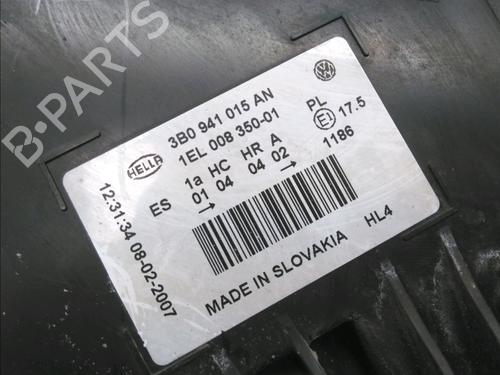 B-PARTS
HELLA
3B0 941 015 AN
1EL 008 350-01
1a HC HR A
ES 01 04 04 02
PL
E1 17.5
1186
12:31:34 08-02-2007
MADE IN SLOVAKIA HL4